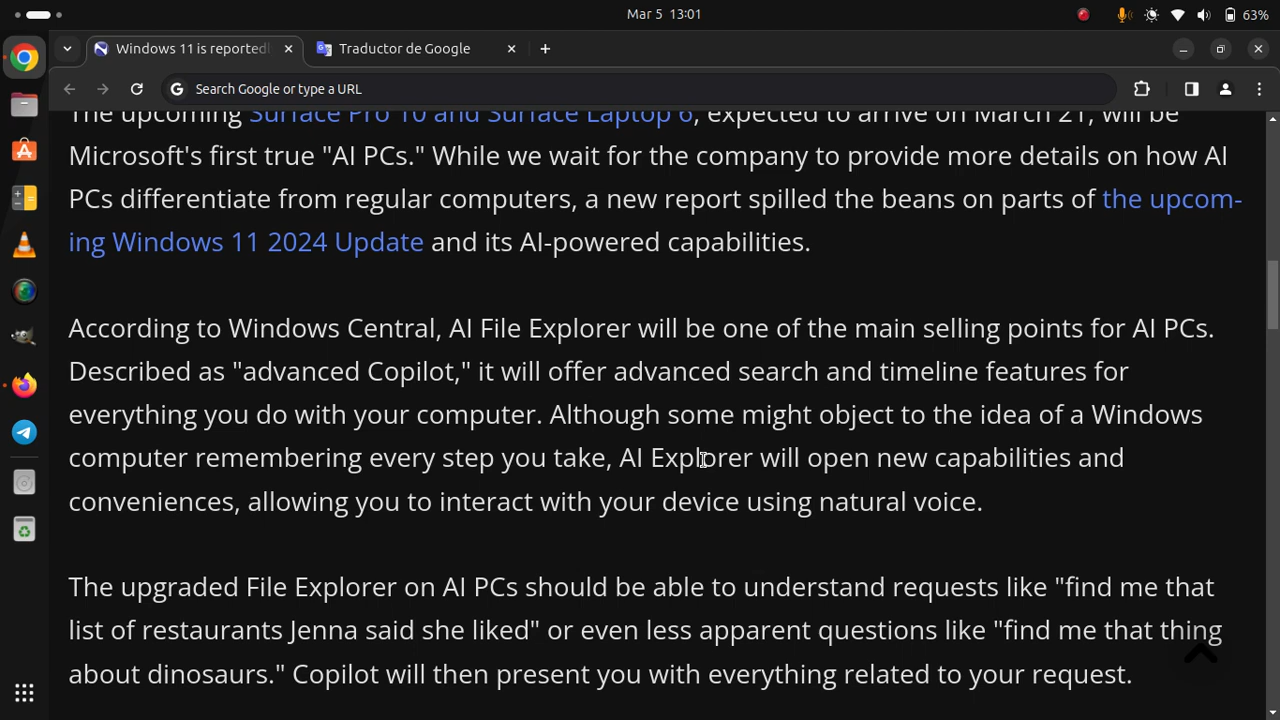 Mar 5 13:01
63%
Windows 11 is reportedl
Traductor de Google
Search Google or type a URL
The upcoming Surface Pro 10 and Surface Laptop 6, expected to arrive on March 21, will be
Microsoft's first true "AI PCs." While we wait for the company to provide more details on how AI
PCs differentiate from regular computers, a new report spilled the beans on parts of the upcom-
ing Windows 11 2024 Update and its AI-powered capabilities.
According to Windows Central, AI File Explorer will be one of the main selling points for AI PCs.
Described as "advanced Copilot," it will offer advanced search and timeline features for
everything you do with your computer. Although some might object to the idea of a Windows
computer remembering every step you take, AI Explorer will open new capabilities and
conveniences, allowing you to interact with your device using natural voice.
The upgraded File Explorer on AI PCs should be able to understand requests like "find me that
list of restaurants Jenna said she liked" or even less apparent questions like "find me that thing
about dinosaurs." Copilot will then present you with everything related to your request.